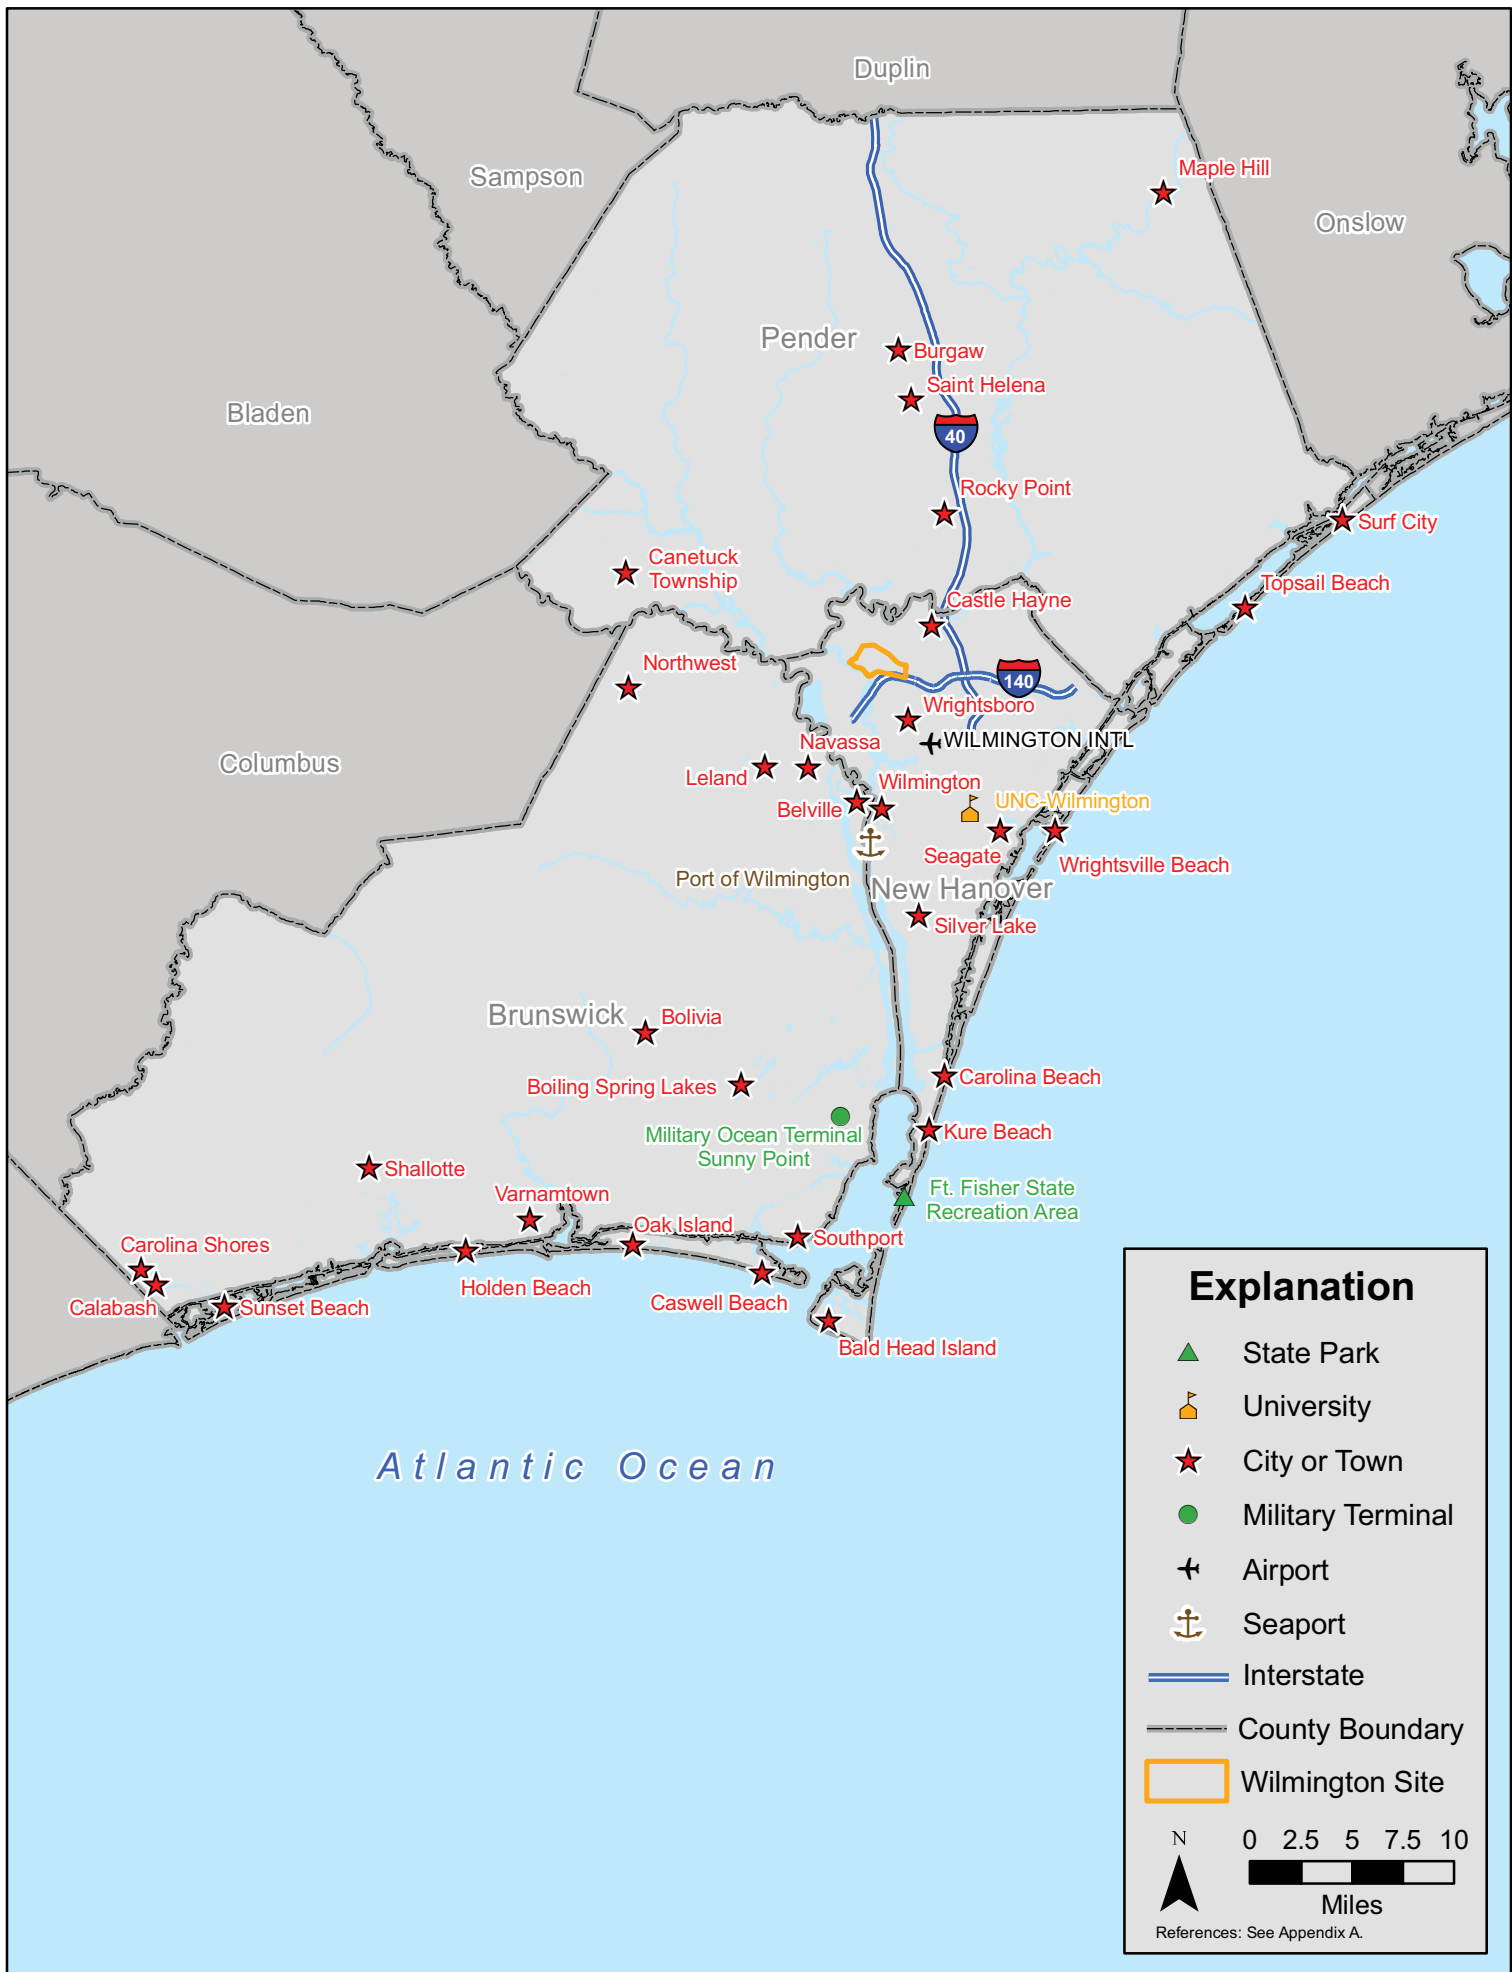 Duplin
Sampson
Maple Hill
Onslow
Pender
Burgaw
Saint Helena
Bladen
40
Rocky Point
Surf City
Canetuck
Township
Topsail Beach
Castle Hayne
Northwest
140
Wrightsboro
Navassa
WILMINGTON INTL
Columbus
Leland
Wilmington
Belville
UNC-Wilmington
Seagate
Wrightsville Beach
Port of Wilmington
New Hanover
Silver Lake
Brunswick
Bolivia
Carolina Beach
Boiling Spring Lakes
Kure Beach
Military Ocean Terminal
Sunny Point
Shallotte
Ft. Fisher State
Recreation Area
Varnamtown
Oak Island
Southport
Carolina Shores
Holden Beach
Caswell Beach
Calabash
Sunset Beach
Bald Head Island
Atlantic Ocean
Explanation
State Park
University
City or Town
Military Terminal
Airport
Seaport
Interstate
County Boundary
Wilmington Site
N
0 2.5 5 7.5 10
Miles
References: See Appendix A.